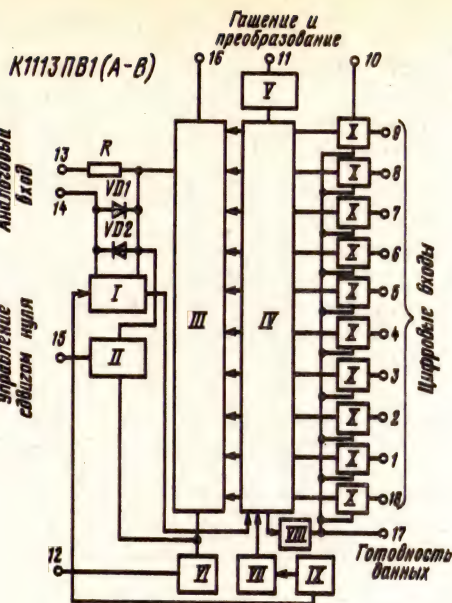 Гашение и
преобразование
К1113ПВ1(А-В)
16
11
10
V
Аналоговый
вход
13
R
14
VD1
VD2
X
9
X
8
X
7
X
6
X
5
X
4
X
3
X
2
X
1
X
18
Цифровые входы
I
III
IV
Управление
сдвигом нуля
15
II
VIII
17
Готовность
данных
12
VI
VII
IX